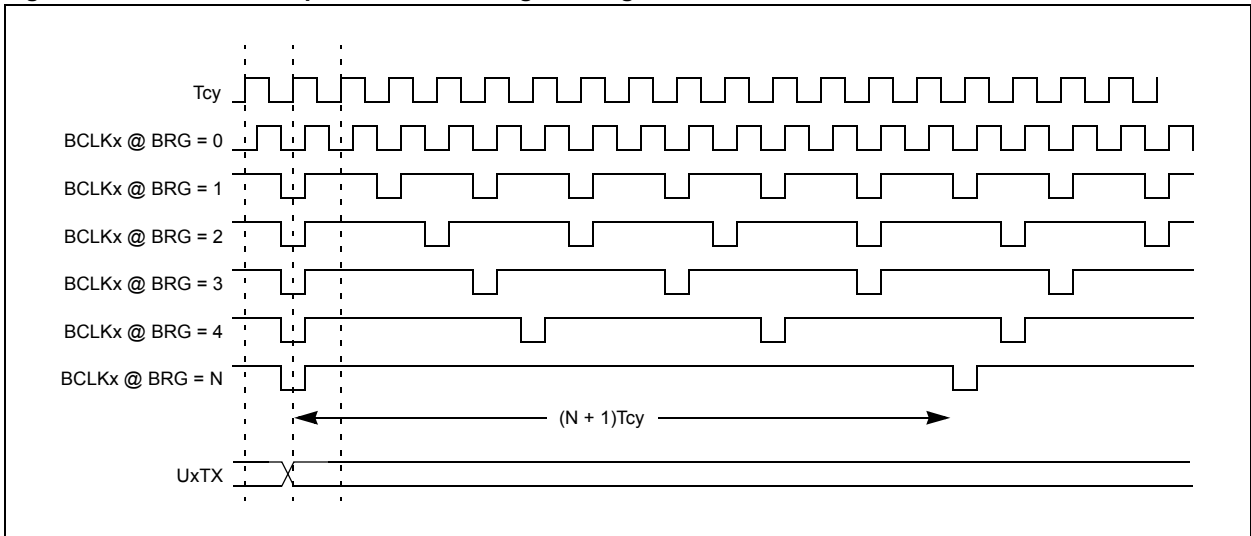 Tcy
BCLKx @ BRG = 0
BCLKx @ BRG = 1
BCLKx @ BRG = 2
BCLKx @ BRG = 3
BCLKx @ BRG = 4
BCLKx @ BRG = N
(N + 1)Tcy
UxTX